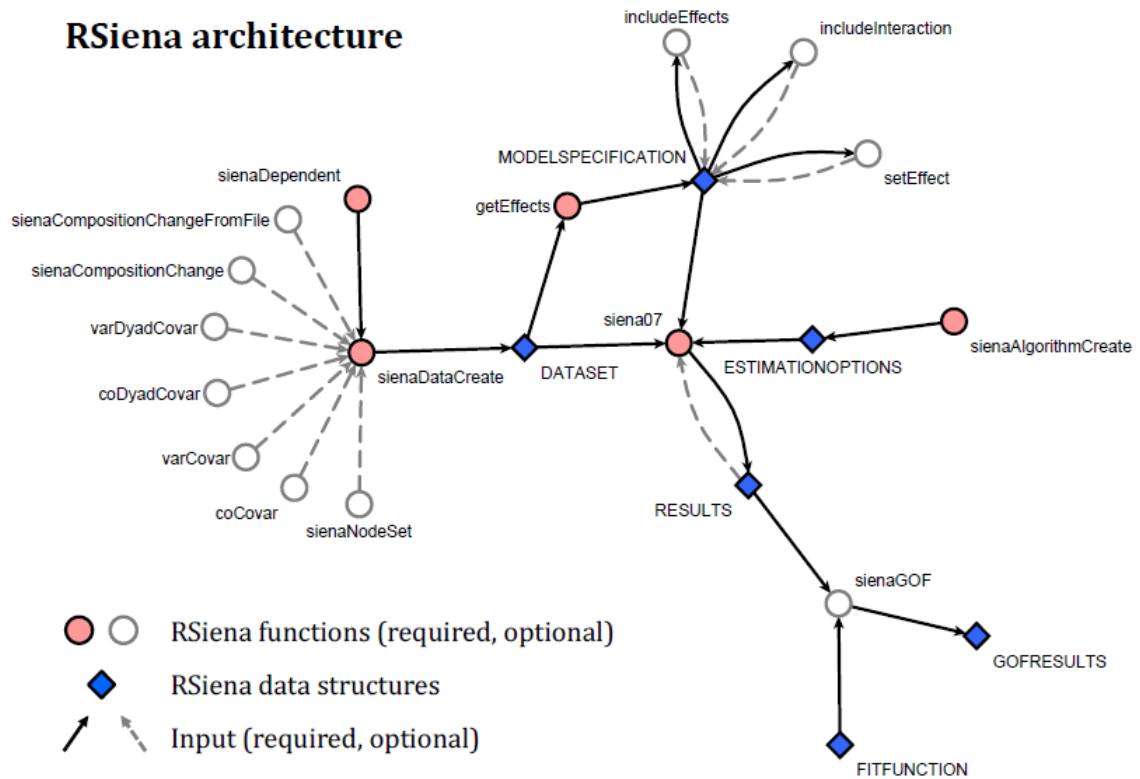 RSiena architecture
includeEffects
includeInteraction
MODELSPECIFICATION
setEffect
sienaDependent
getEffects
sienaCompositionChangeFromFile
sienaCompositionChange
varDyadCovar
siena07
sienaAlgorithmCreate
sienaDataCreate
DATASET
ESTIMATIONOPTIONS
coDyadCovar
varCovar
coCovar
sienaNodeSet
RESULTS
sienaGOF
RSiena functions (required, optional)
GOFRESULTS
RSiena data structures
Input (required, optional)
FITFUNCTION